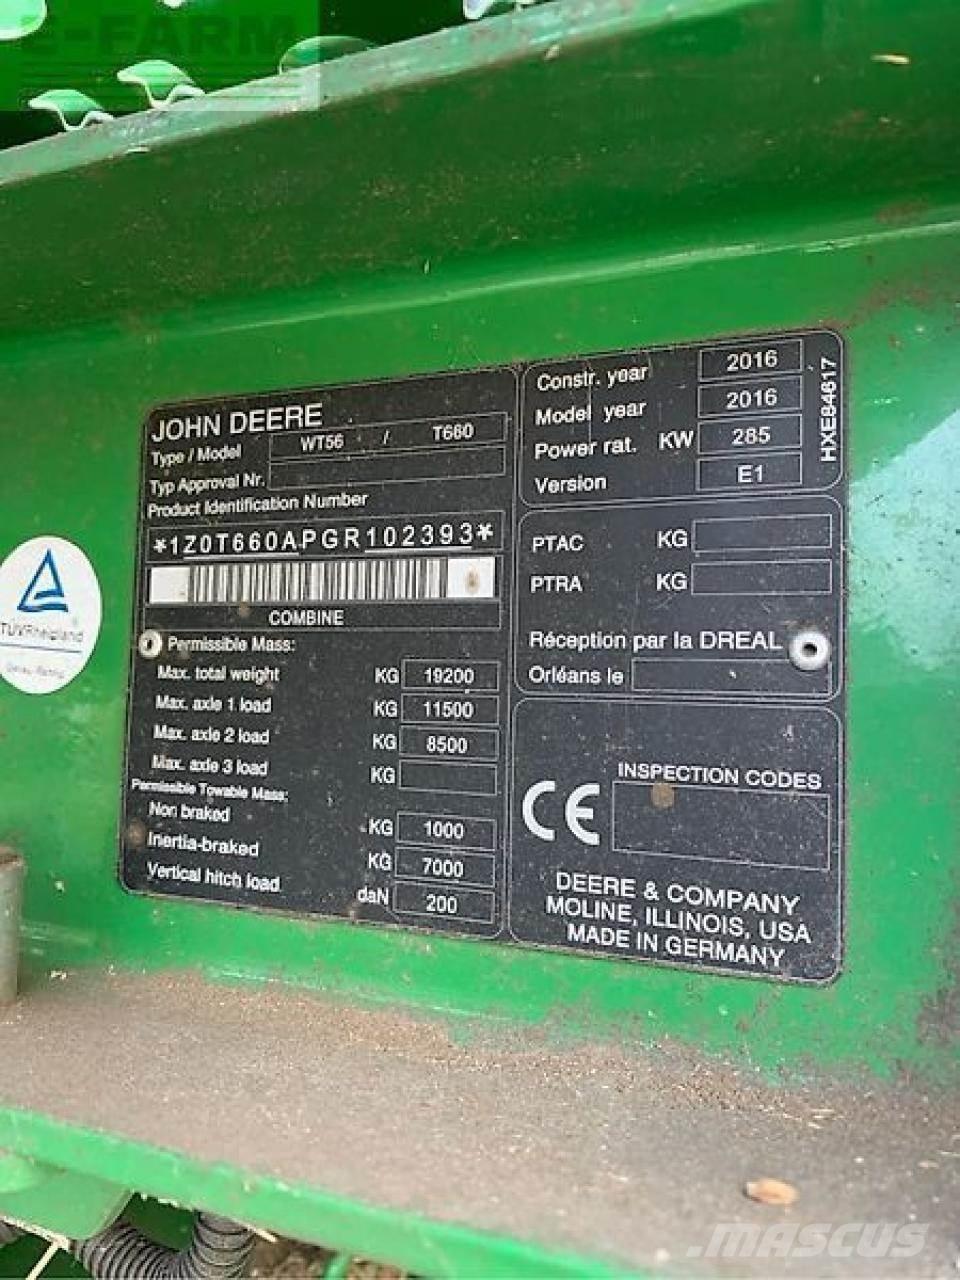 E-FARM
JOHN DEERE
Type / Model WT56 / T660
Typ Approval Nr.
Product Identification Number
*1Z0T660APGR102393*
COMBINE
Permissible Mass:
Max. total weight KG 19200
Max. axle 1 load KG 11500
Max. axle 2 load KG 8500
Max. axle 3 load KG
Permissible Towable Mass:
Non braked KG 1000
Inertia-braked KG 7000
Vertical hitch load daN 200
Constr. year 2016
Model year 2016
Power rat. KW 285
Version E1
HXE84617
PTAC KG
PTRA KG
Réception par la DREAL
Orléans le
INSPECTION CODES
CE
DEERE & COMPANY
MOLINE, ILLINOIS, USA
MADE IN GERMANY
TÜVRheinland
MASCUS